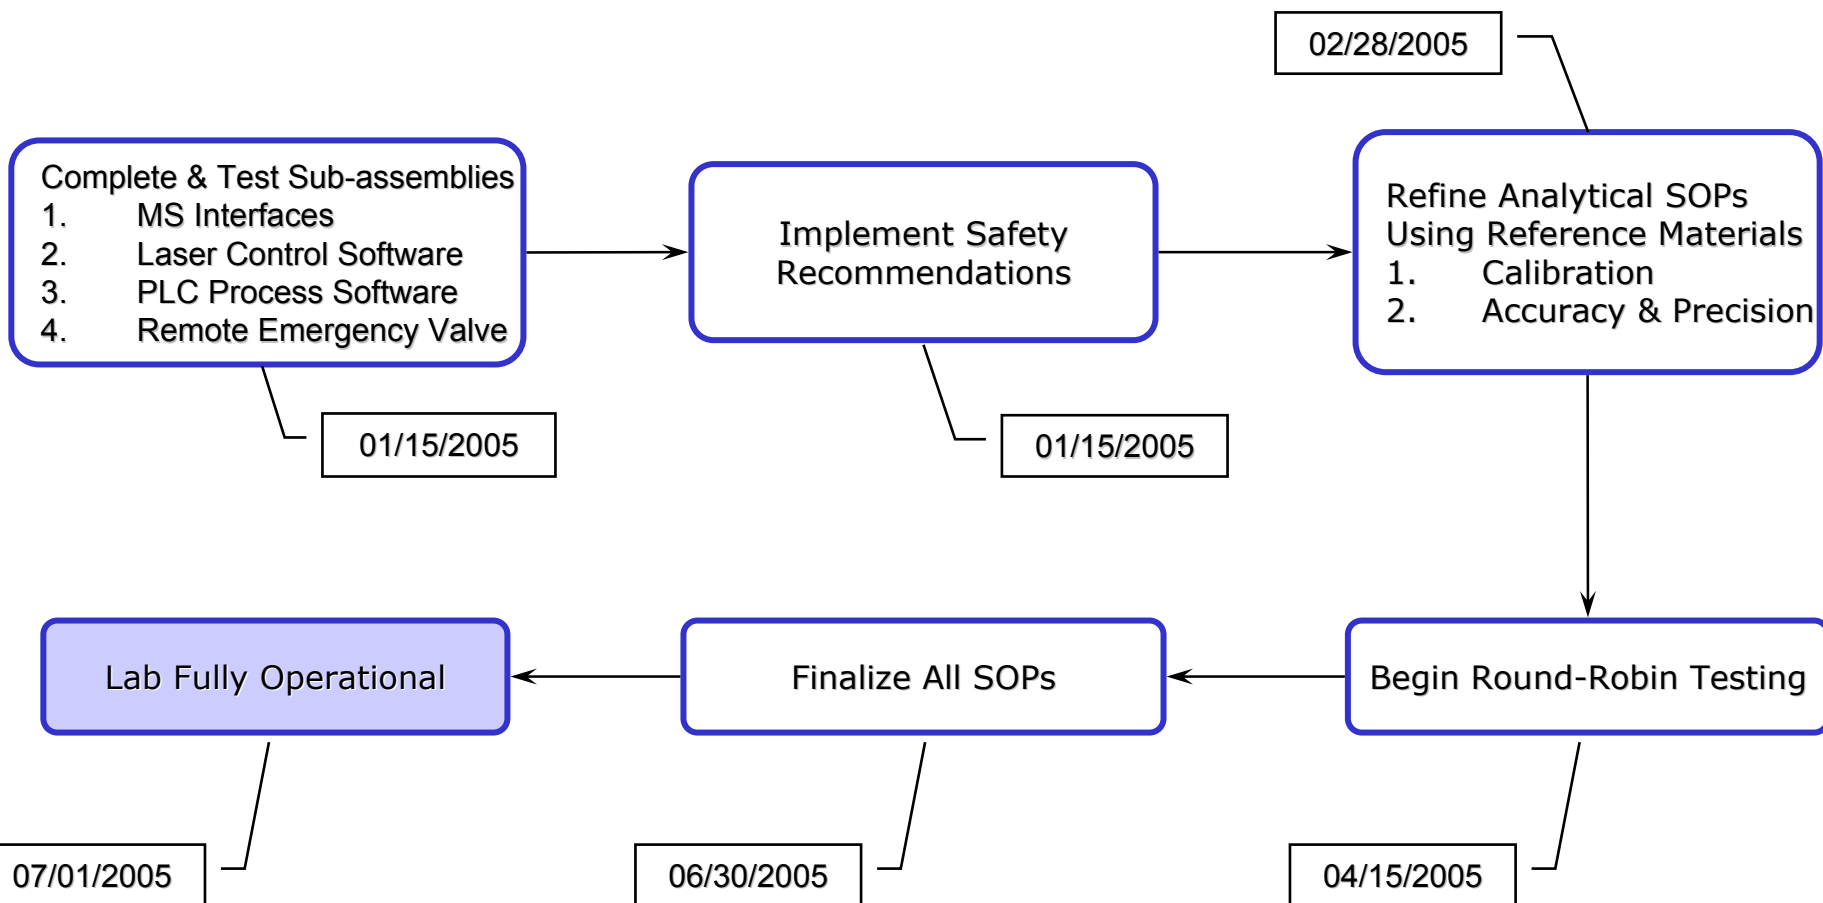 02/28/2005
Complete & Test Sub-assemblies
1. MS Interfaces
2. Laser Control Software
3. PLC Process Software
4. Remote Emergency Valve
Implement Safety
Recommendations
Refine Analytical SOPs
Using Reference Materials
1. Calibration
2. Accuracy & Precision
01/15/2005
01/15/2005
Lab Fully Operational
Finalize All SOPs
Begin Round-Robin Testing
07/01/2005
06/30/2005
04/15/2005